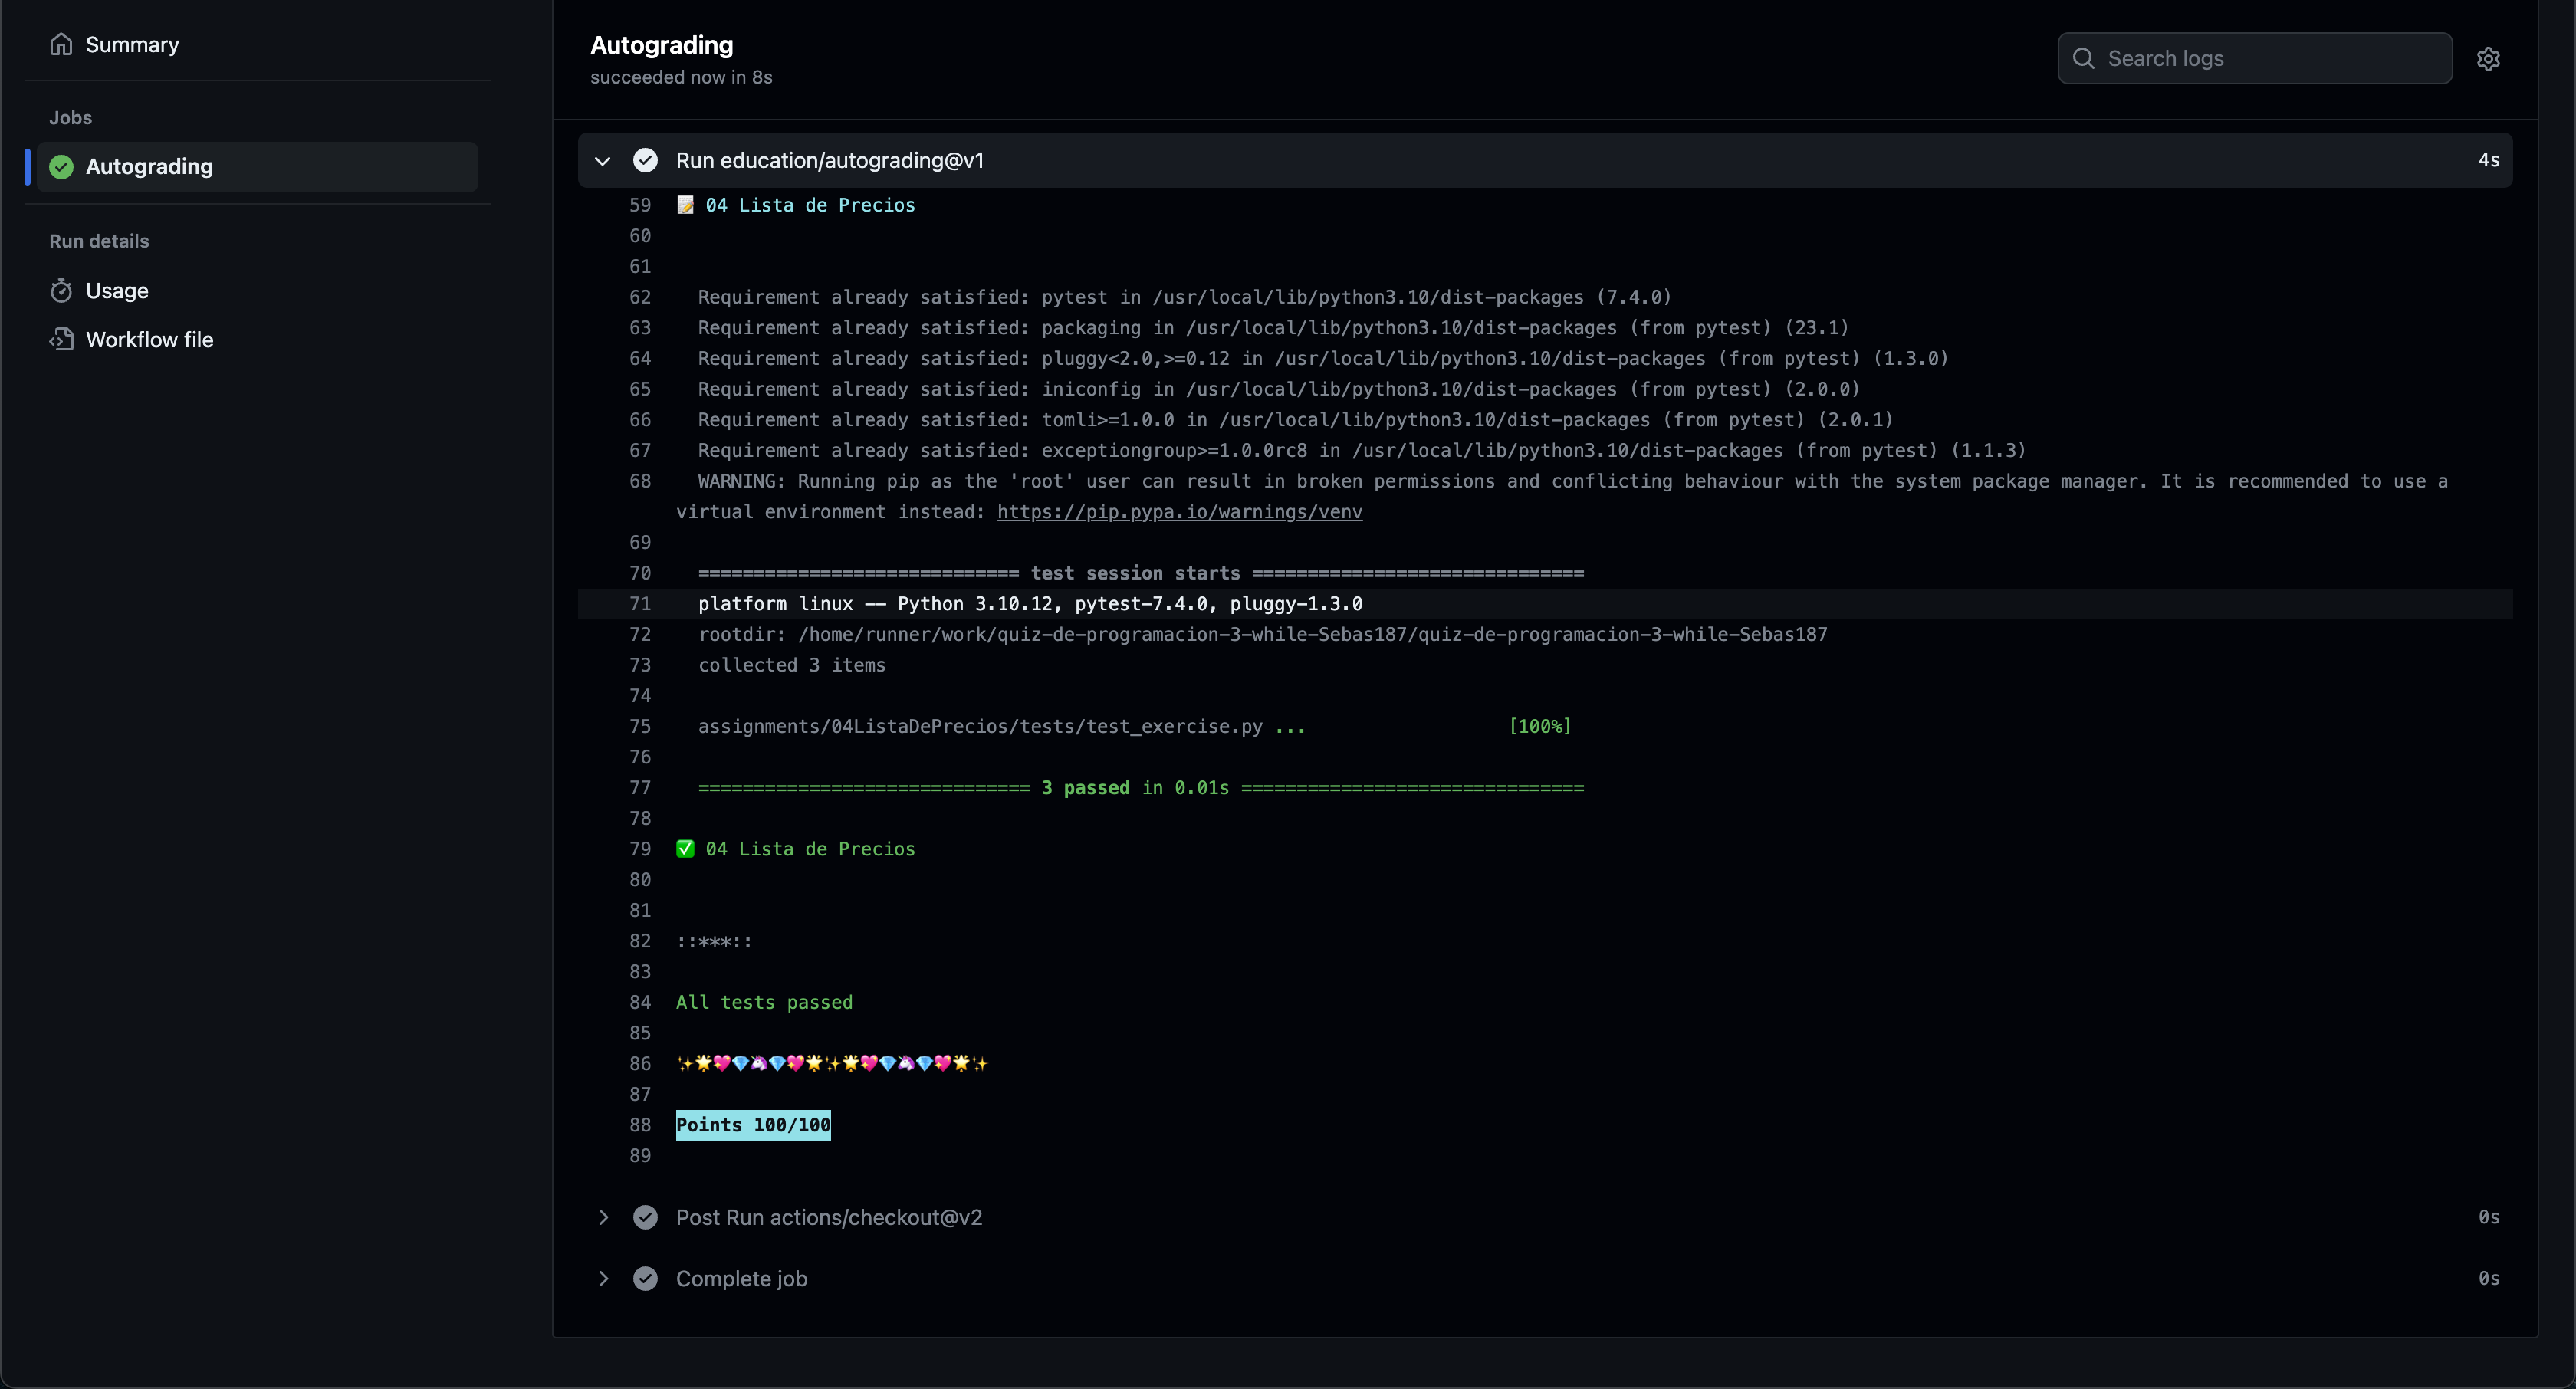 Summary
Jobs
Autograding
Run details
Usage
Workflow file
Autograding
succeeded now in 8s
Search logs
Run education/autograding@v1 4s
59 📝 04 Lista de Precios
60
61
62 Requirement already satisfied: pytest in /usr/local/lib/python3.10/dist-packages (7.4.0)
63 Requirement already satisfied: packaging in /usr/local/lib/python3.10/dist-packages (from pytest) (23.1)
64 Requirement already satisfied: pluggy<2.0,>=0.12 in /usr/local/lib/python3.10/dist-packages (from pytest) (1.3.0)
65 Requirement already satisfied: iniconfig in /usr/local/lib/python3.10/dist-packages (from pytest) (2.0.0)
66 Requirement already satisfied: tomli>=1.0.0 in /usr/local/lib/python3.10/dist-packages (from pytest) (2.0.1)
67 Requirement already satisfied: exceptiongroup>=1.0.0rc8 in /usr/local/lib/python3.10/dist-packages (from pytest) (1.1.3)
68 WARNING: Running pip as the 'root' user can result in broken permissions and conflicting behaviour with the system package manager. It is recommended to use a
virtual environment instead: https://pip.pypa.io/warnings/venv
69
70 ============================= test session starts ==============================
71 platform linux -- Python 3.10.12, pytest-7.4.0, pluggy-1.3.0
72 rootdir: /home/runner/work/quiz-de-programacion-3-while-Sebas187/quiz-de-programacion-3-while-Sebas187
73 collected 3 items
74
75 assignments/04ListaDePrecios/tests/test_exercise.py ... [100%]
76
77 ============================== 3 passed in 0.01s ===============================
78
79 ✅ 04 Lista de Precios
80
81
82 ::***::
83
84 All tests passed
85
86 ✨🌟💖💎🦄💎💖🌟✨🌟💖💎🦄💎💖🌟✨
87
88 Points 100/100
89
Post Run actions/checkout@v2 0s
Complete job 0s